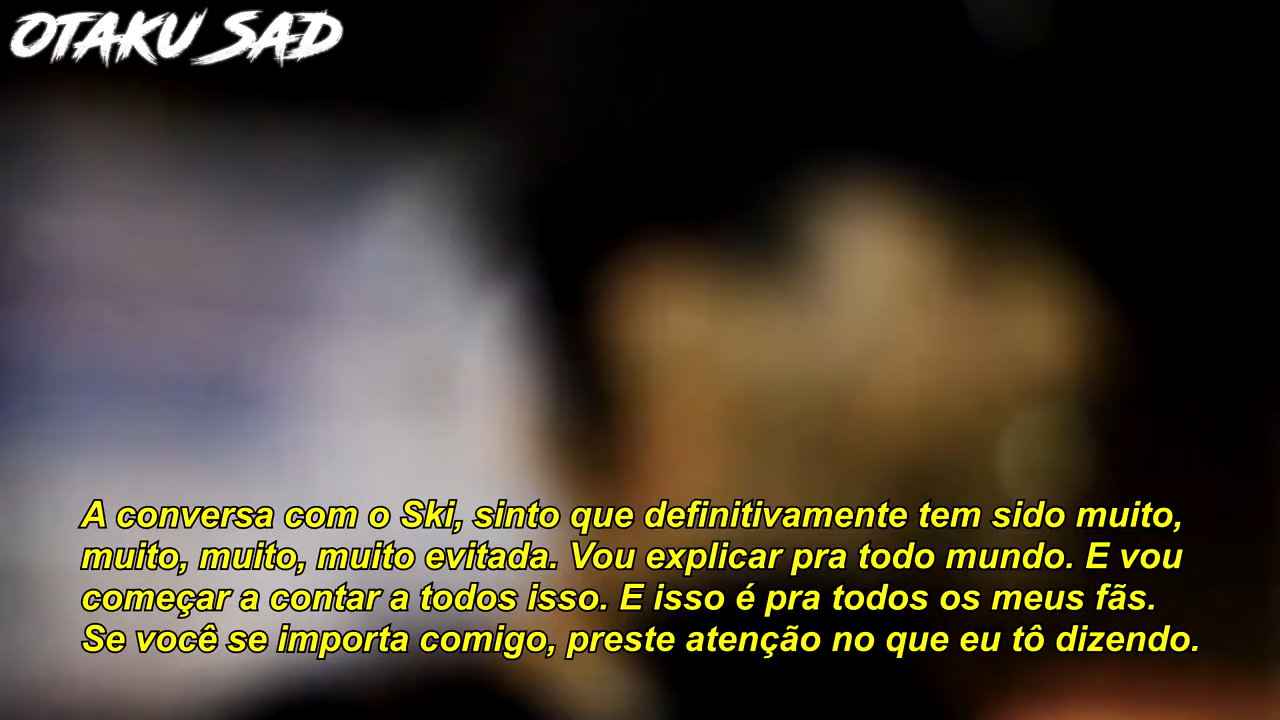 OTAKU SAD
A conversa com o Ski, sinto que definitivamente tem sido muito,
muito, muito, muito evitada. Vou explicar pra todo mundo. E vou
começar a contar a todos isso. E isso é pra todos os meus fãs.
Se você se importa comigo, preste atenção no que eu tô dizendo.